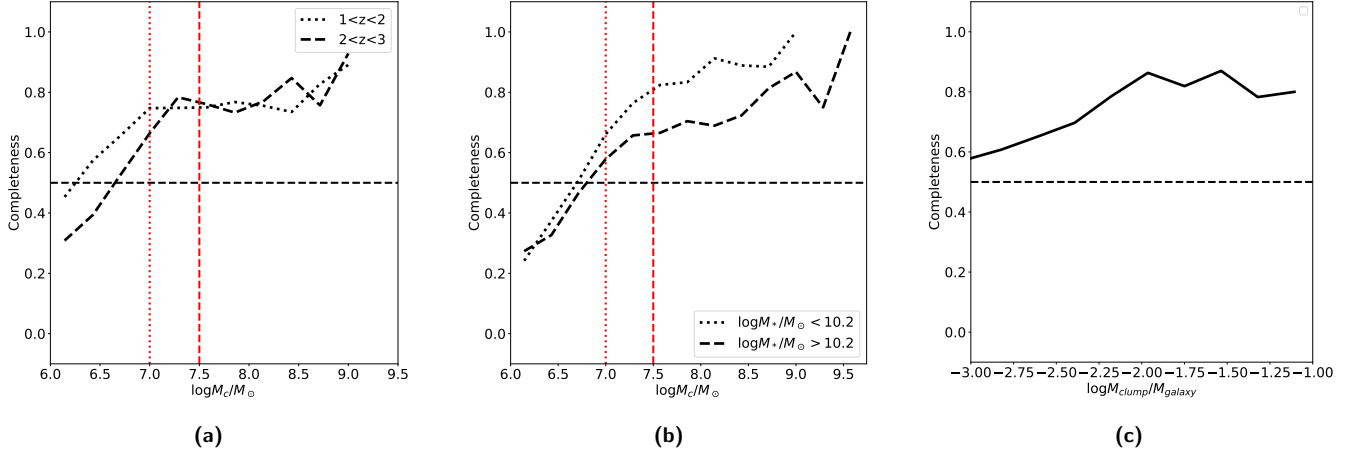 1.0
0.8
0.6
0.4
0.2
0.0
Completeness
1<z<2
2<z<3
6.0 6.5 7.0 7.5 8.0 8.5 9.0 9.5
logM_c/M_⊙
(a)
1.0
0.8
0.6
0.4
0.2
0.0
Completeness
logM_*/M_⊙ < 10.2
logM_*/M_⊙ > 10.2
6.0 6.5 7.0 7.5 8.0 8.5 9.0 9.5
logM_c/M_⊙
(b)
1.0
0.8
0.6
0.4
0.2
0.0
Completeness
−3.00 −2.75 −2.50 −2.25 −2.00 −1.75 −1.50 −1.25 −1.00
logM_clump/M_galaxy
(c)